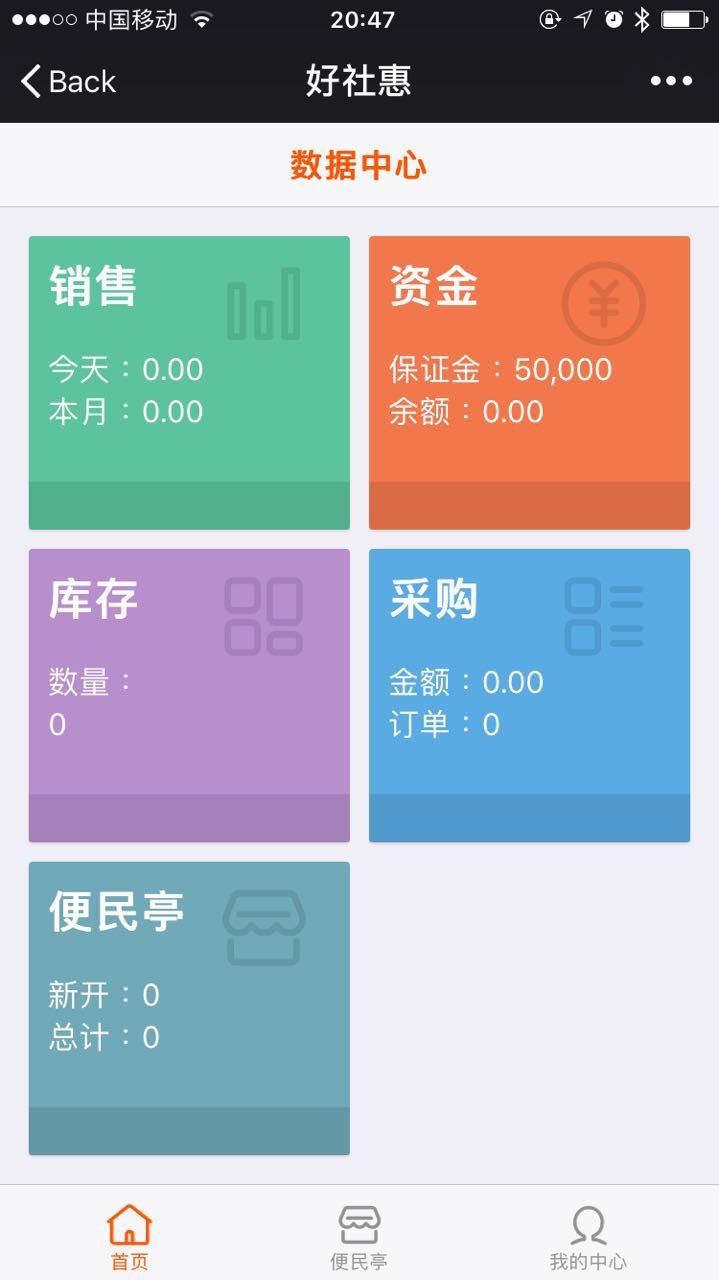 中国移动 20:47
Back 好社惠
数据中心
销售
今天：0.00
本月：0.00
资金
保证金：50,000
余额：0.00
库存
数量：
0
采购
金额：0.00
订单：0
便民亭
新开：0
总计：0
首页 便民亭 我的中心